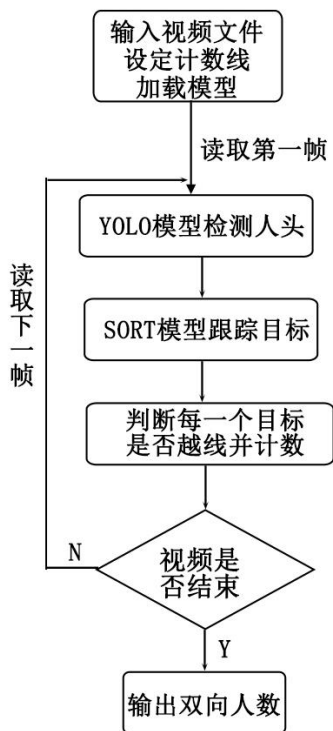 输入视频文件
设定计数线
加载模型
读取第一帧
YOLO模型检测人头
读取下一帧
SORT模型跟踪目标
判断每一个目标
是否越线并计数
N
视频是
否结束
Y
输出双向人数